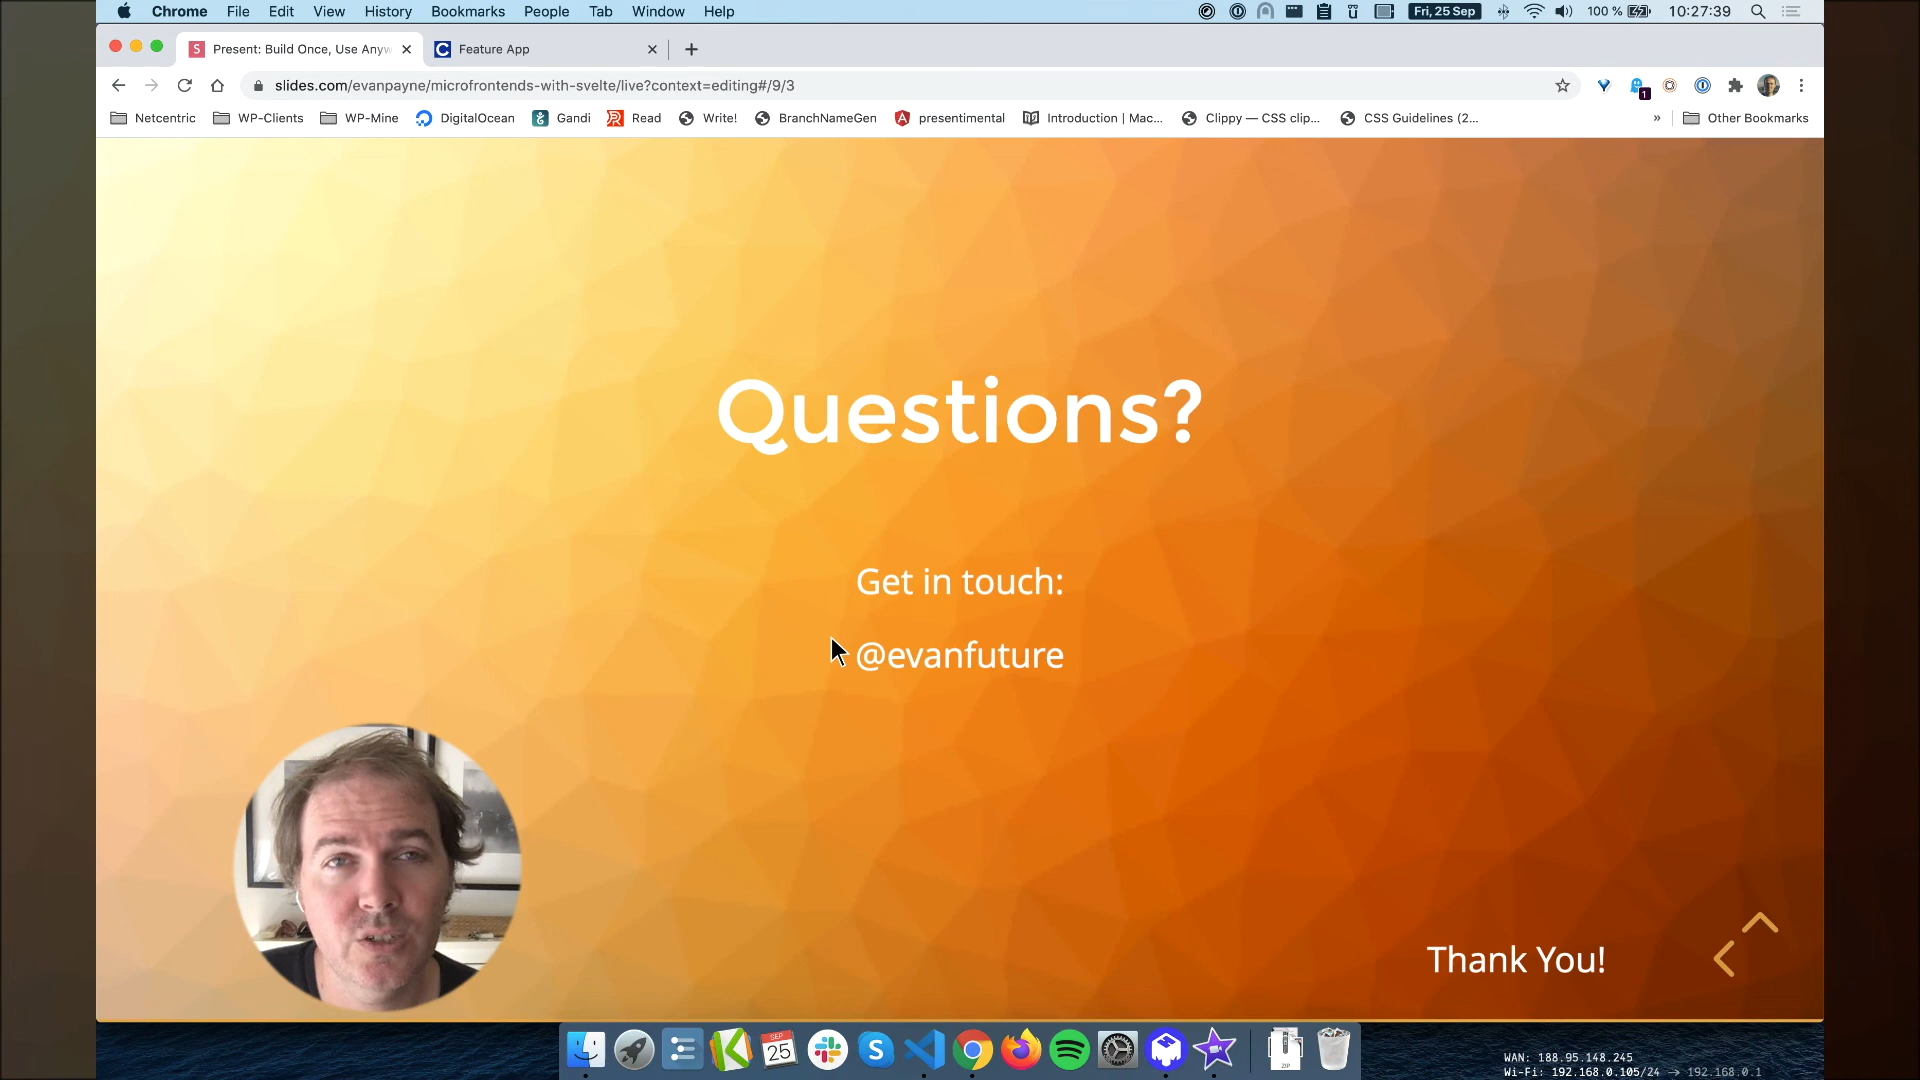 Chrome File Edit View History Bookmarks People Tab Window Help Fri, 25 Sep 100 % 10:27:39
S Present: Build Once, Use Anyw C Feature App
slides.com/evanpayne/microfrontends-with-svelte/live?context=editing#/9/3 1
Netcentric WP-Clients WP-Mine DigitalOcean Gandi Read Write! BranchNameGen presentimental Introduction | Mac... Clippy — CSS clip... CSS Guidelines (2... » Other Bookmarks
Questions?
Get in touch:
@evanfuture
Thank You!
SEP
25
ZIP
WAN: 188.95.148.245
Wi-Fi: 192.168.0.105/24 → 192.168.0.1